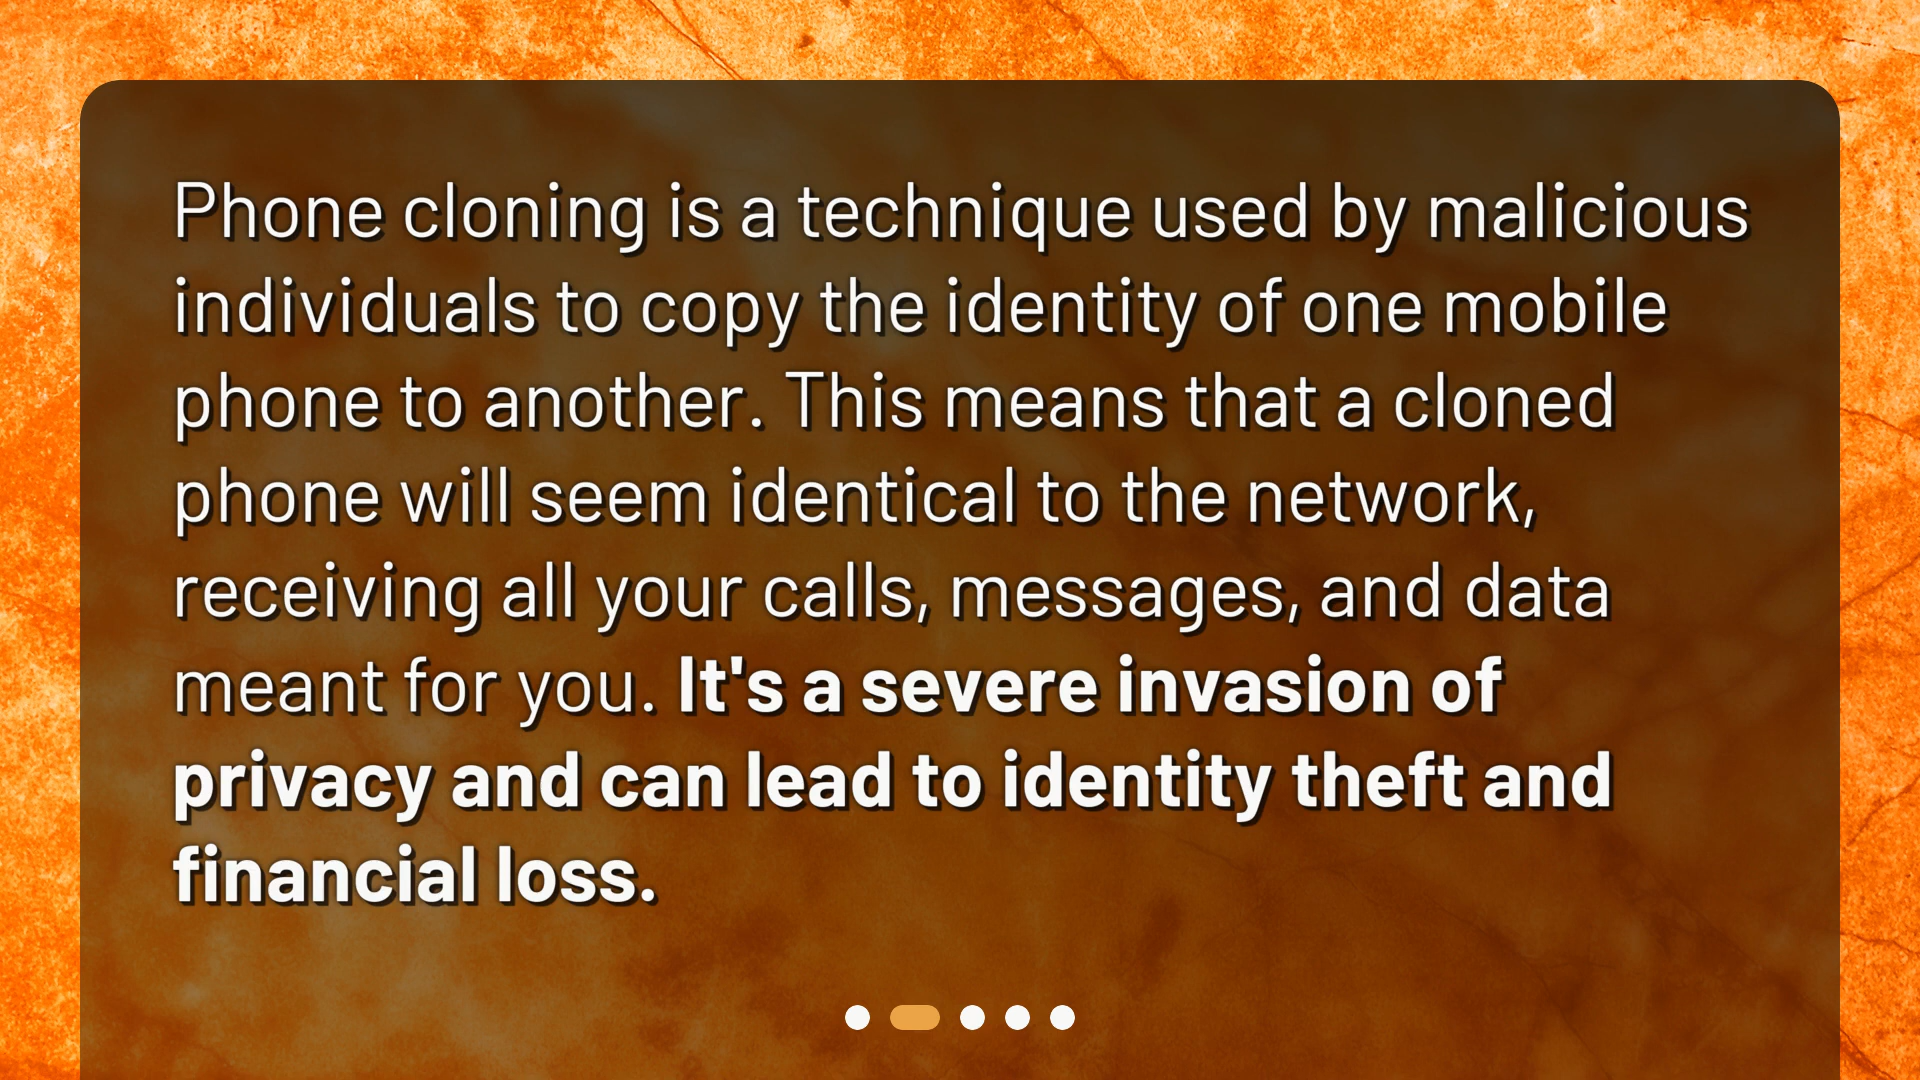 Phone cloning is a technique used by malicious
individuals to copy the identity of one mobile
phone to another. This means that a cloned
phone will seem identical to the network,
receiving all your calls, messages, and data
meant for you. It's a severe invasion of
privacy and can lead to identity theft and
financial loss.